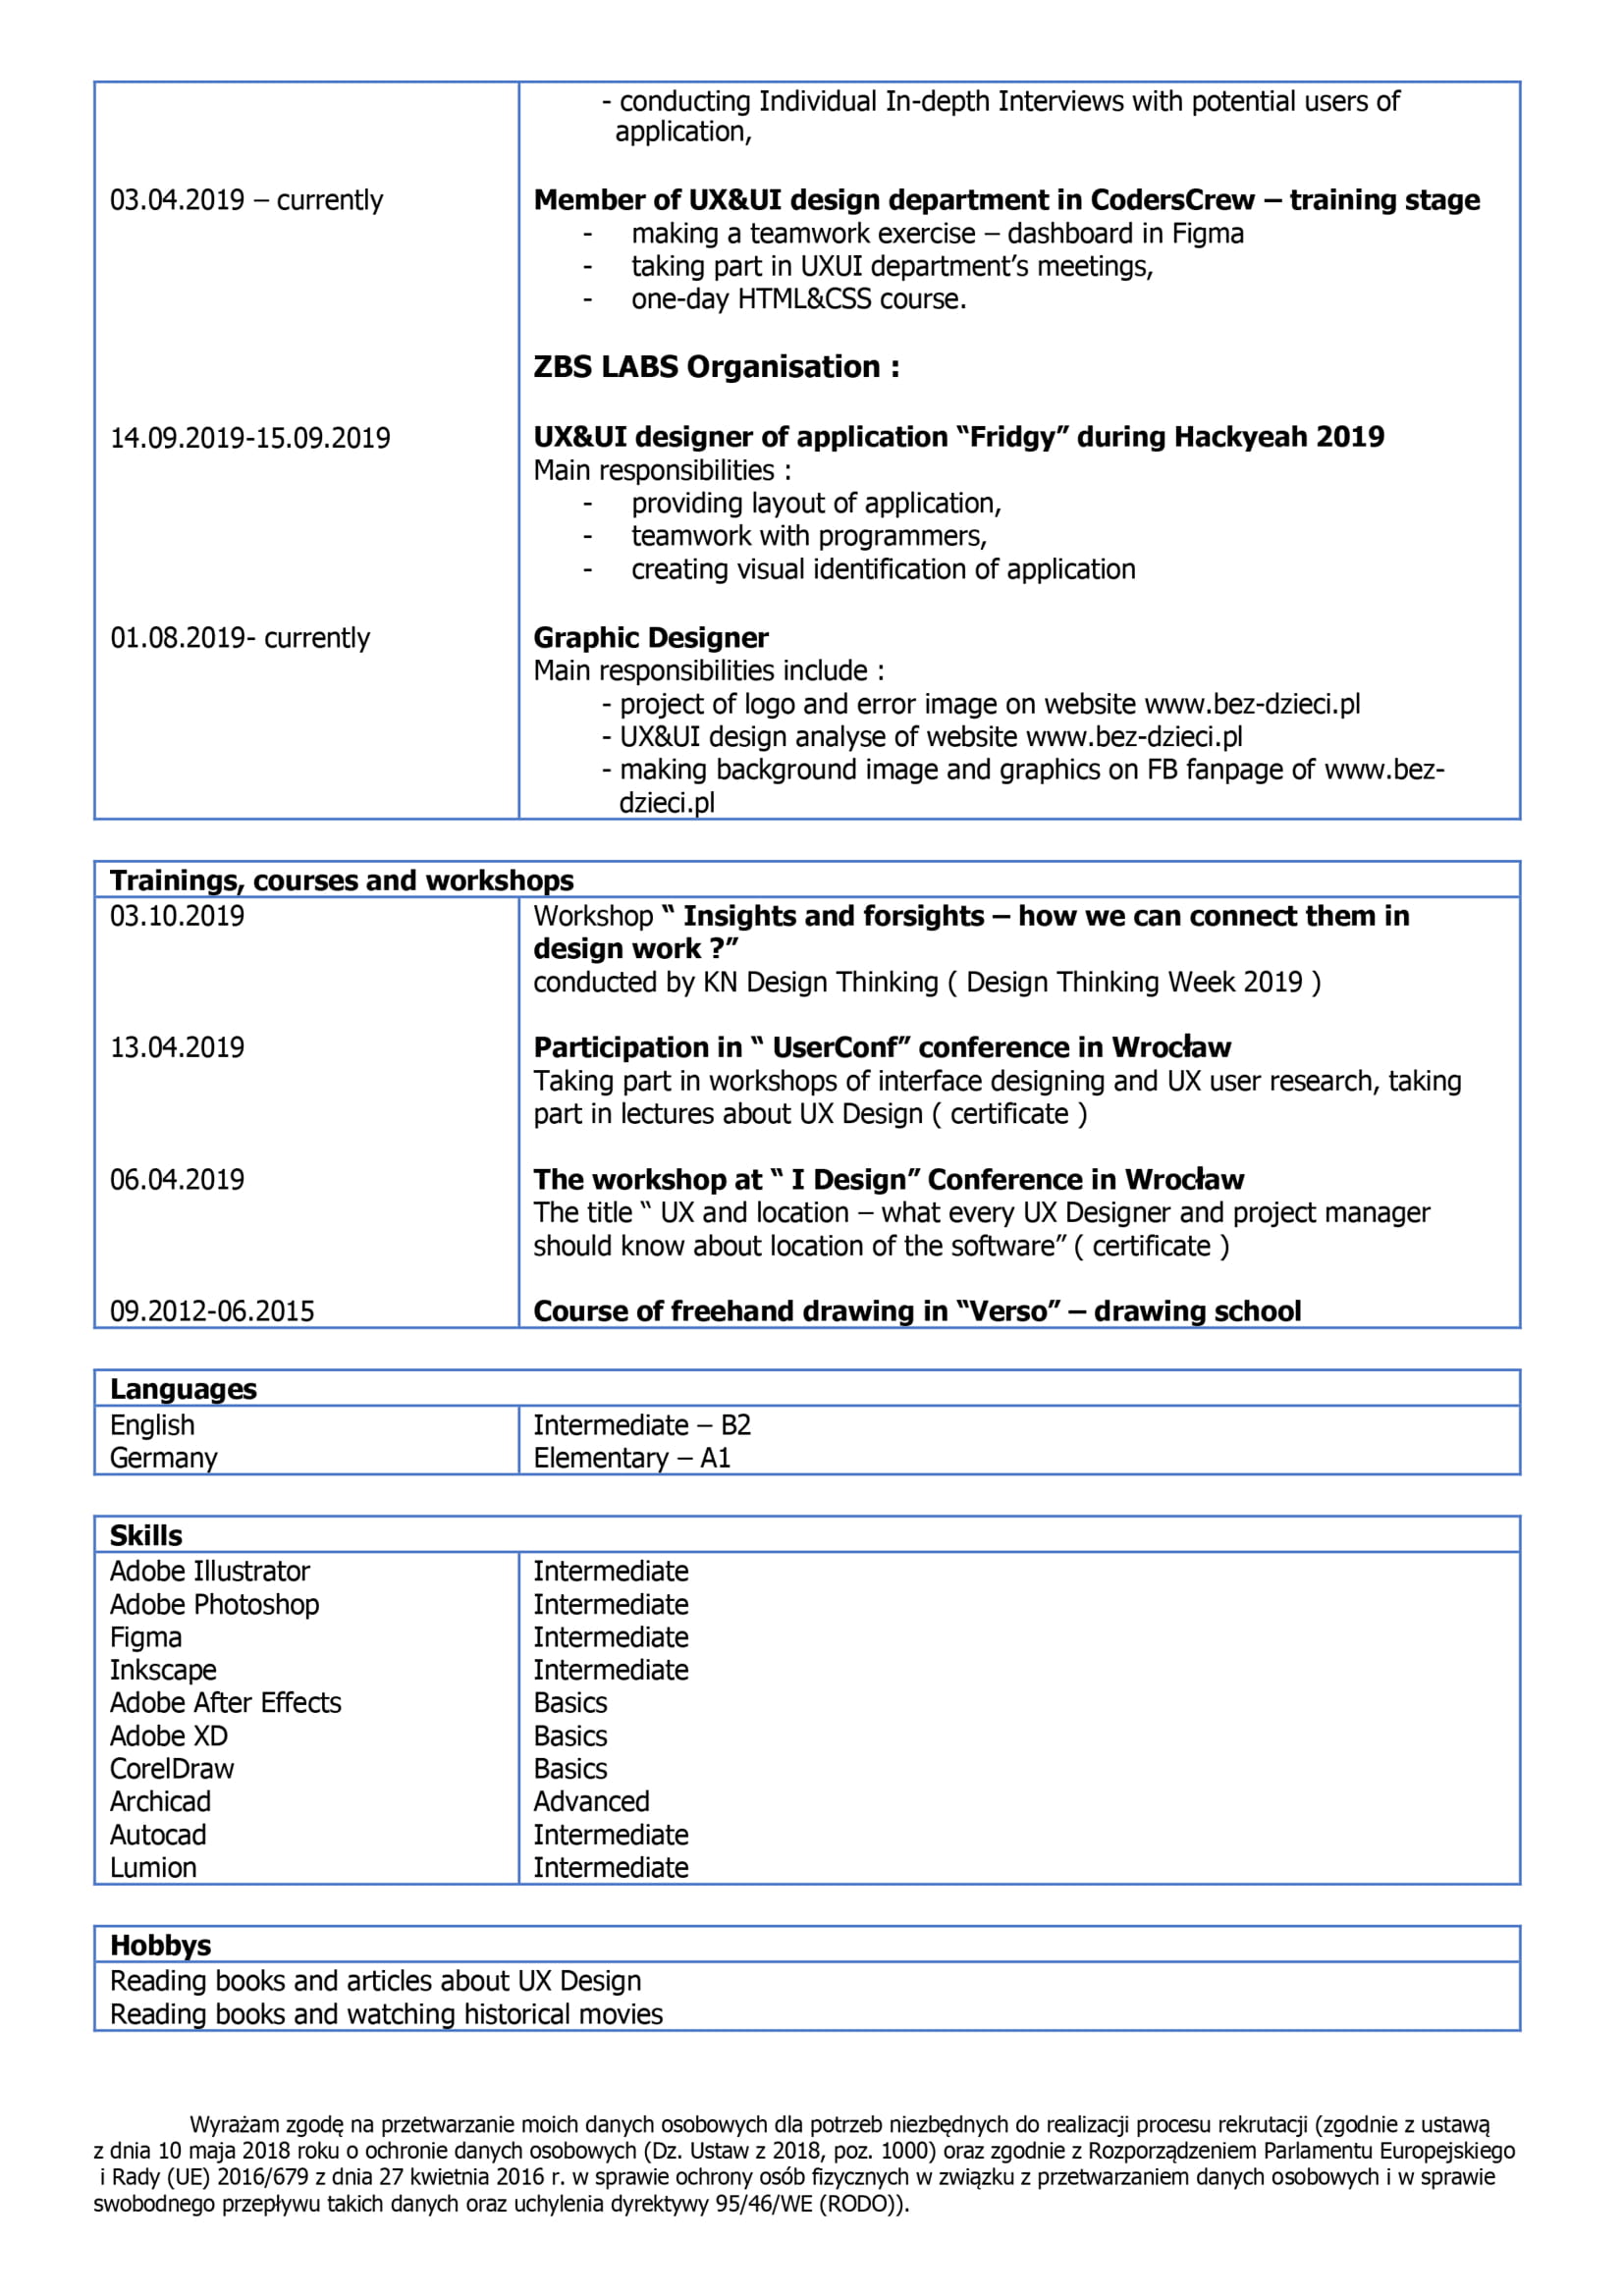 - conducting Individual In-depth Interviews with potential users of
application,
03.04.2019 – currently
Member of UX&UI design department in CodersCrew – training stage
- making a teamwork exercise – dashboard in Figma
- taking part in UXUI department’s meetings,
- one-day HTML&CSS course.
ZBS LABS Organisation :
14.09.2019-15.09.2019
UX&UI designer of application “Fridgy” during Hackyeah 2019
Main responsibilities :
- providing layout of application,
- teamwork with programmers,
- creating visual identification of application
01.08.2019- currently
Graphic Designer
Main responsibilities include :
- project of logo and error image on website www.bez-dzieci.pl
- UX&UI design analyse of website www.bez-dzieci.pl
- making background image and graphics on FB fanpage of www.bez-
dzieci.pl
Trainings, courses and workshops
03.10.2019
Workshop “ Insights and forsights – how we can connect them in
design work ?”
conducted by KN Design Thinking ( Design Thinking Week 2019 )
13.04.2019
Participation in “ UserConf” conference in Wrocław
Taking part in workshops of interface designing and UX user research, taking
part in lectures about UX Design ( certificate )
06.04.2019
The workshop at “ I Design” Conference in Wrocław
The title “ UX and location – what every UX Designer and project manager
should know about location of the software” ( certificate )
09.2012-06.2015
Course of freehand drawing in “Verso” – drawing school
Languages
English Intermediate – B2
Germany Elementary – A1
Skills
Adobe Illustrator Intermediate
Adobe Photoshop Intermediate
Figma Intermediate
Inkscape Intermediate
Adobe After Effects Basics
Adobe XD Basics
CorelDraw Basics
Archicad Advanced
Autocad Intermediate
Lumion Intermediate
Hobbys
Reading books and articles about UX Design
Reading books and watching historical movies
Wyrażam zgodę na przetwarzanie moich danych osobowych dla potrzeb niezbędnych do realizacji procesu rekrutacji (zgodnie z ustawą
z dnia 10 maja 2018 roku o ochronie danych osobowych (Dz. Ustaw z 2018, poz. 1000) oraz zgodnie z Rozporządzeniem Parlamentu Europejskiego
i Rady (UE) 2016/679 z dnia 27 kwietnia 2016 r. w sprawie ochrony osób fizycznych w związku z przetwarzaniem danych osobowych i w sprawie
swobodnego przepływu takich danych oraz uchylenia dyrektywy 95/46/WE (RODO)).